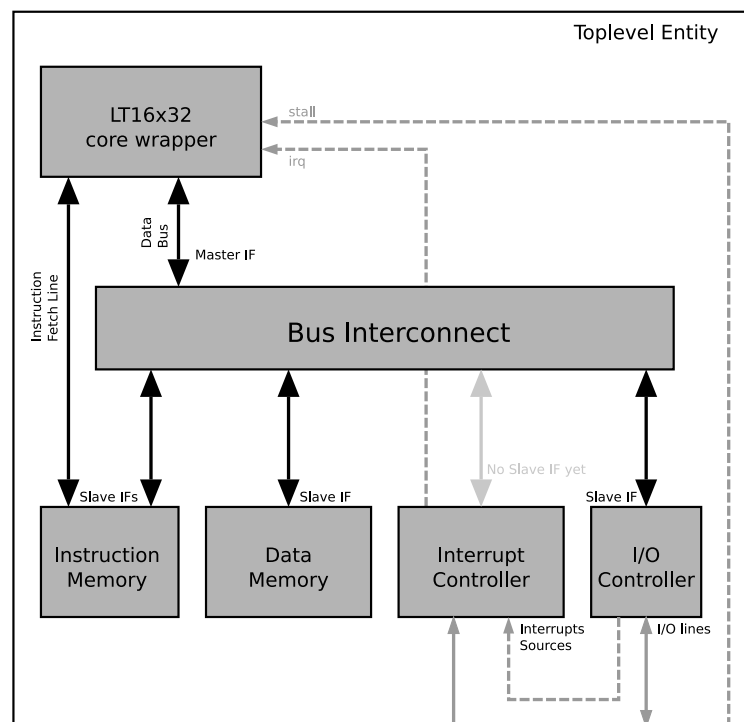 Toplevel Entity
LT16x32
core wrapper
stall
irq
Instruction
Fetch Line
Data
Bus
Master IF
Bus Interconnect
No Slave IF yet
Slave IFs
Slave IF
Slave IF
Instruction
Memory
Data
Memory
Interrupt
Controller
I/O
Controller
Interrupts
Sources
I/O lines